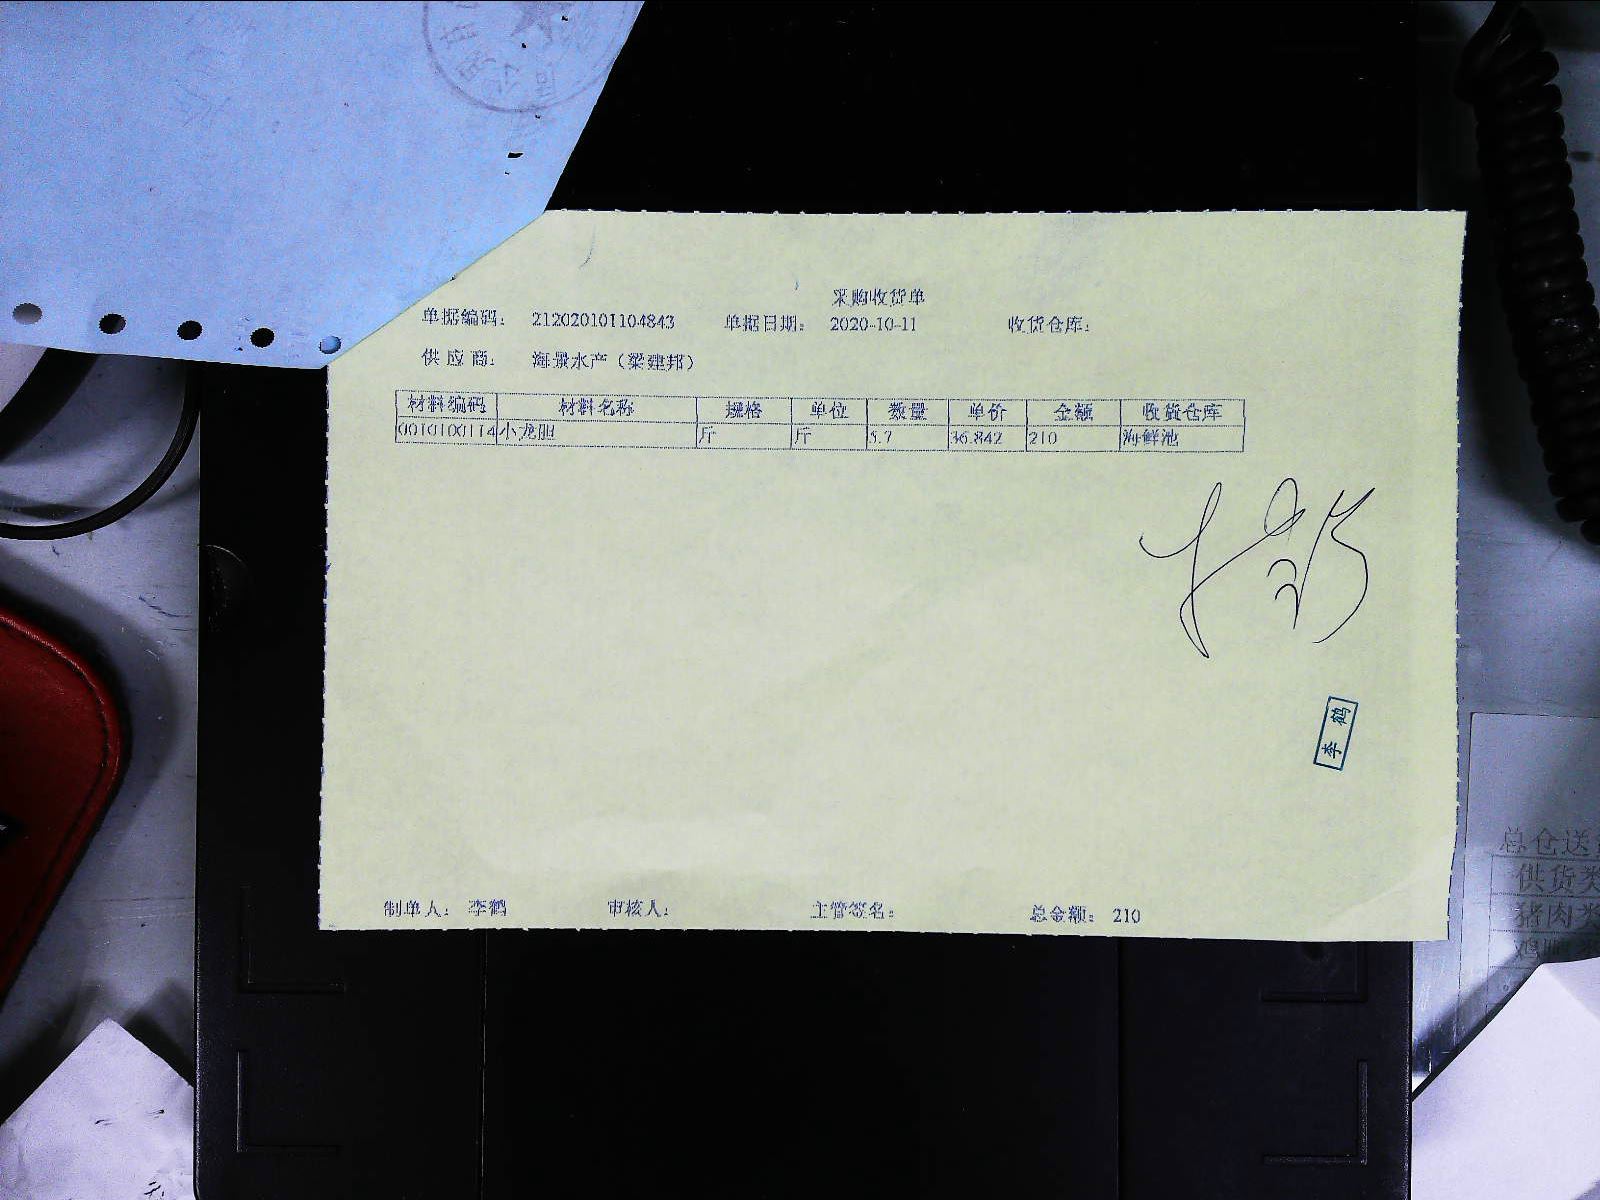 采购收货单
单据编码： 212020101104843 单据日期： 2020-10-11 收货仓库：
供应商： 海景水产（梁建邦）
材料编码 材料名称 规格 单位 数量 单价 金额 收货仓库
0010100114 小龙胆 斤 斤 5.7 36.842 210 海鲜池
李鹤
制单人： 李鹤 审核人： 主管签名： 总金额： 210
总仓送
供货类
猪肉类